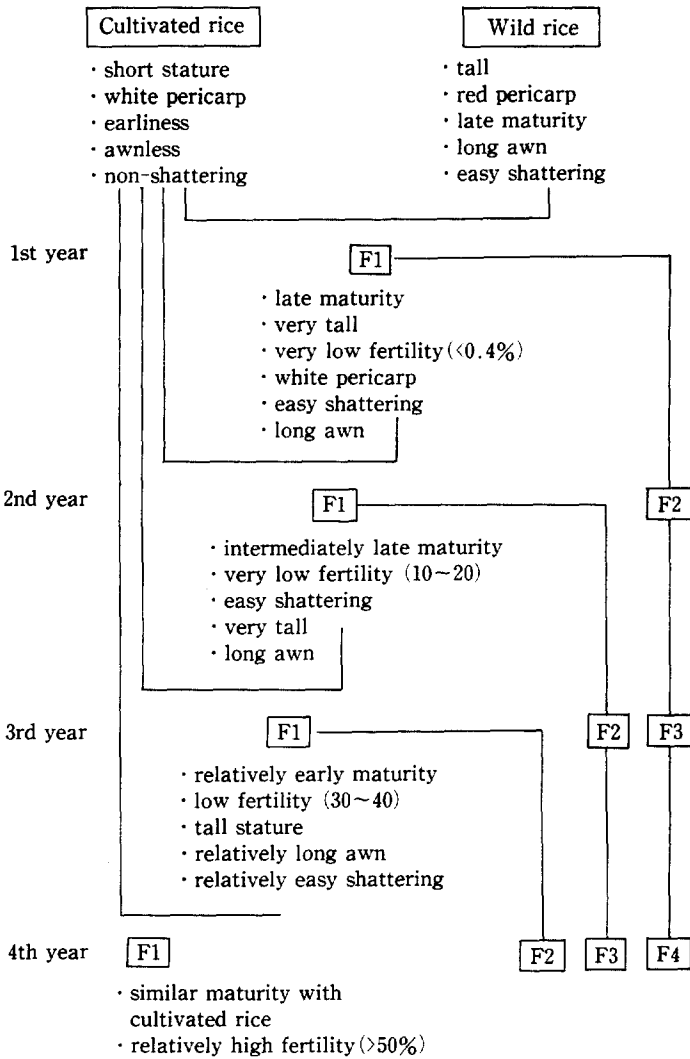 Cultivated rice
· short stature
· white pericarp
· earliness
· awnless
· non-shattering
Wild rice
· tall
· red pericarp
· late maturity
· long awn
· easy shattering
1st year
F1
· late maturity
· very tall
· very low fertility(<0.4%)
· white pericarp
· easy shattering
· long awn
2nd year
F1
F2
· intermediately late maturity
· very low fertility (10~20)
· easy shattering
· very tall
· long awn
3rd year
F1
F2
F3
· relatively early maturity
· low fertility (30~40)
· tall stature
· relatively long awn
· relatively easy shattering
4th year
F1
F2
F3
F4
· similar maturity with
cultivated rice
· relatively high fertility(>50%)